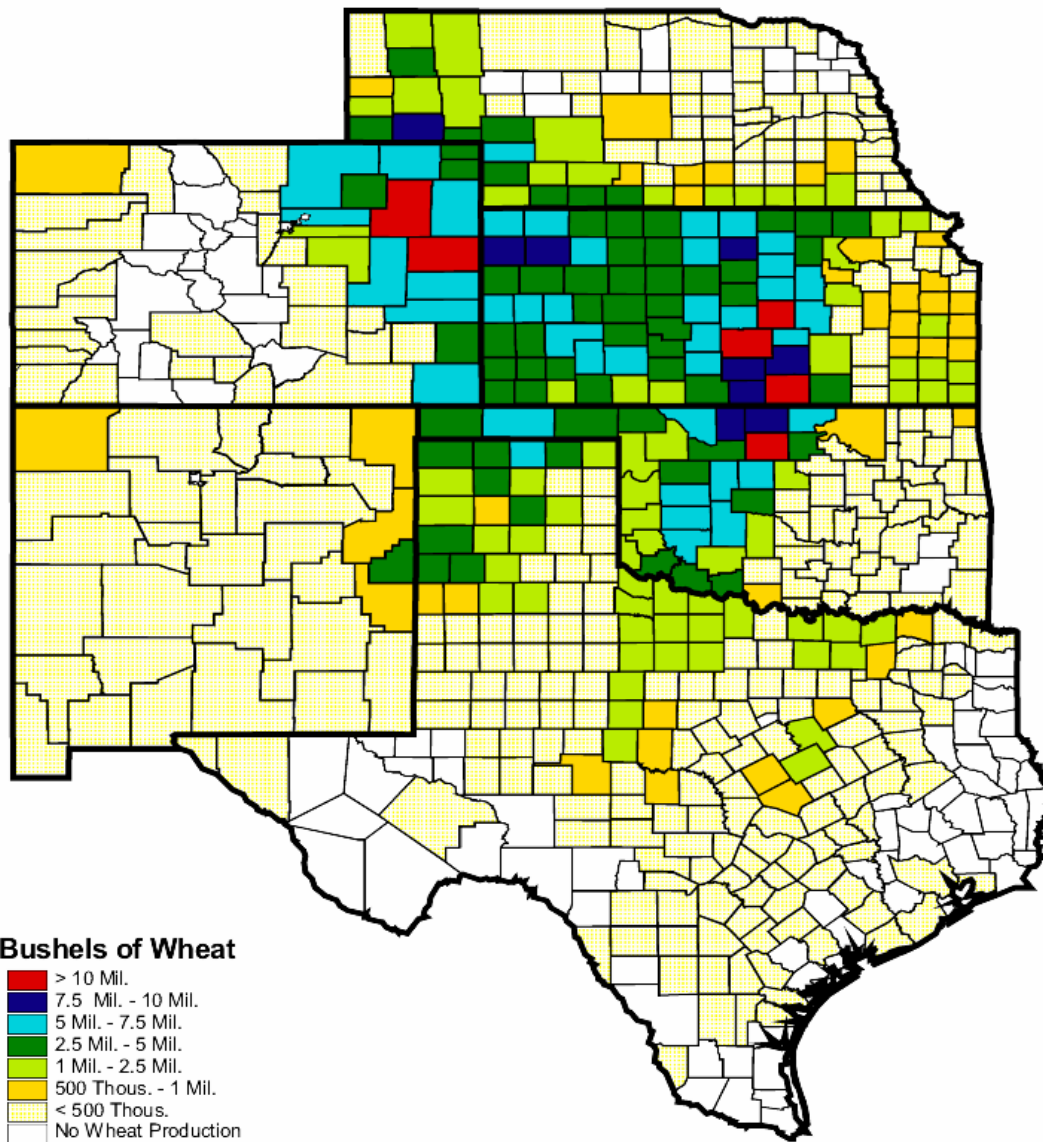 Bushels of Wheat
> 10 Mil.
7.5 Mil. - 10 Mil.
5 Mil. - 7.5 Mil.
2.5 Mil. - 5 Mil.
1 Mil. - 2.5 Mil.
500 Thous. - 1 Mil.
< 500 Thous.
No Wheat Production